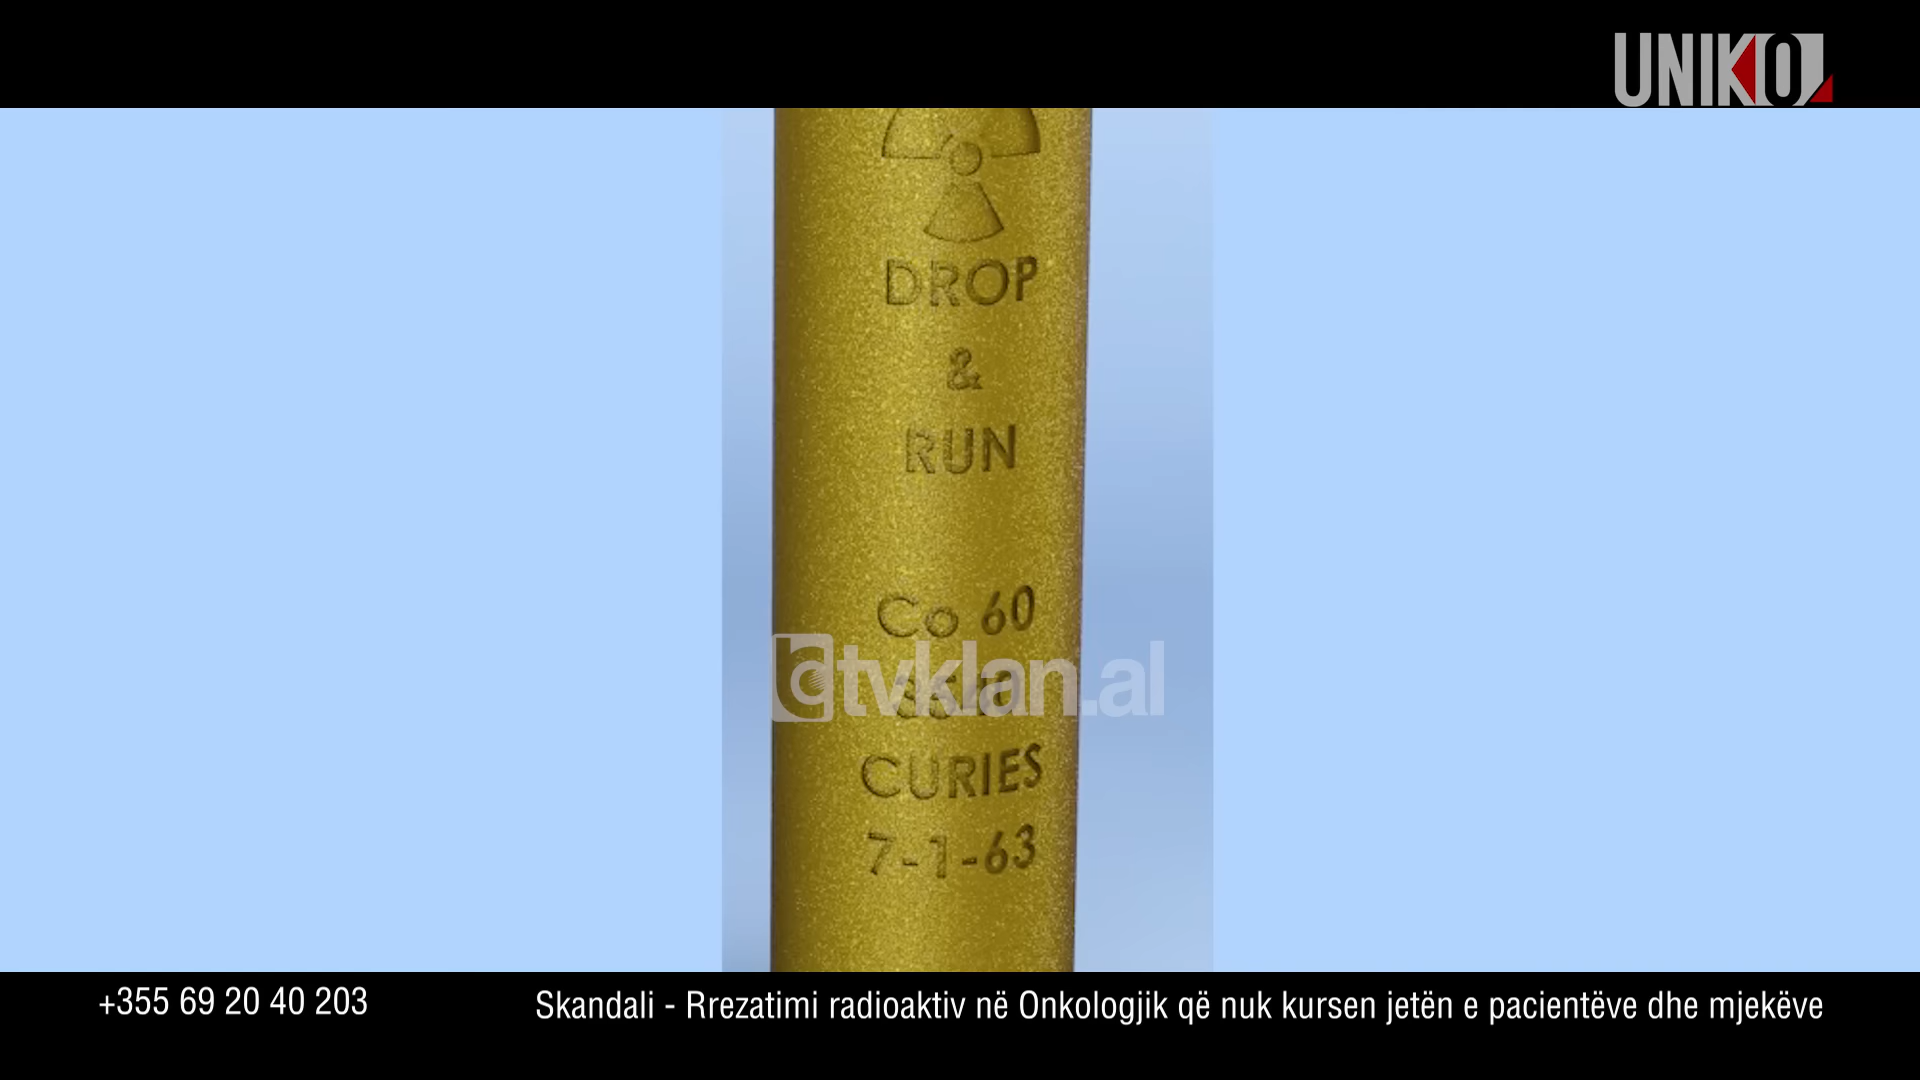 UNIKO
DROP
&
RUN
Co 60
CURIES
7-1-63
tvklan.al
+355 69 20 40 203
Skandali - Rrezatimi radioaktiv në Onkologjik që nuk kursen jetën e pacientëve dhe mjekëve